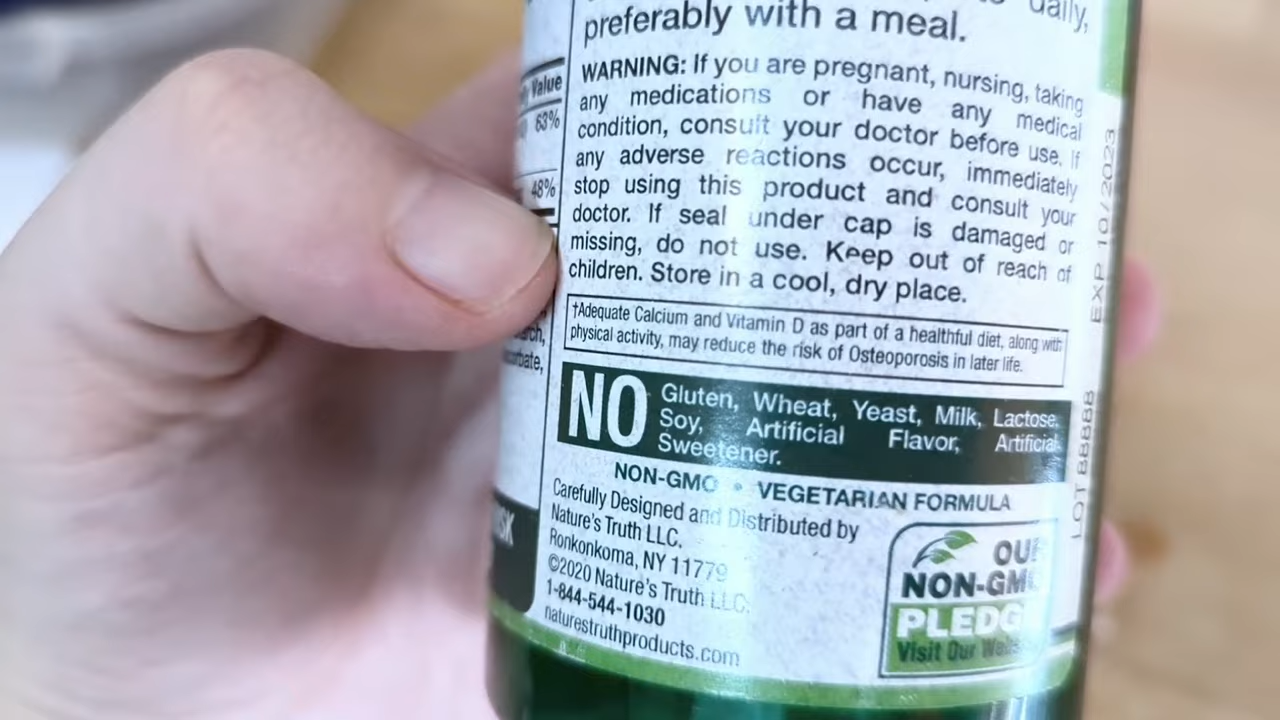 daily,
preferably with a meal.
WARNING: If you are pregnant, nursing, taking
any medications or have any medical
condition, consult your doctor before use. If
any adverse reactions occur, immediately
stop using this product and consult your
doctor. If seal under cap is damaged or
missing, do not use. Keep out of reach of
children. Store in a cool, dry place.
†Adequate Calcium and Vitamin D as part of a healthful diet, along with
physical activity, may reduce the risk of Osteoporosis in later life.
NO
Gluten, Wheat, Yeast, Milk, Lactose,
Soy, Artificial Flavor, Artificial
Sweetener.
NON-GMO • VEGETARIAN FORMULA
Carefully Designed and Distributed by
Nature's Truth LLC.
Ronkonkoma, NY 11779
©2020 Nature's Truth LLC.
1-844-544-1030
naturestruthproducts.com
NON-GM
PLEDG
Visit Our
Value
63%
48%
EXP 10/2023
LOT 88888